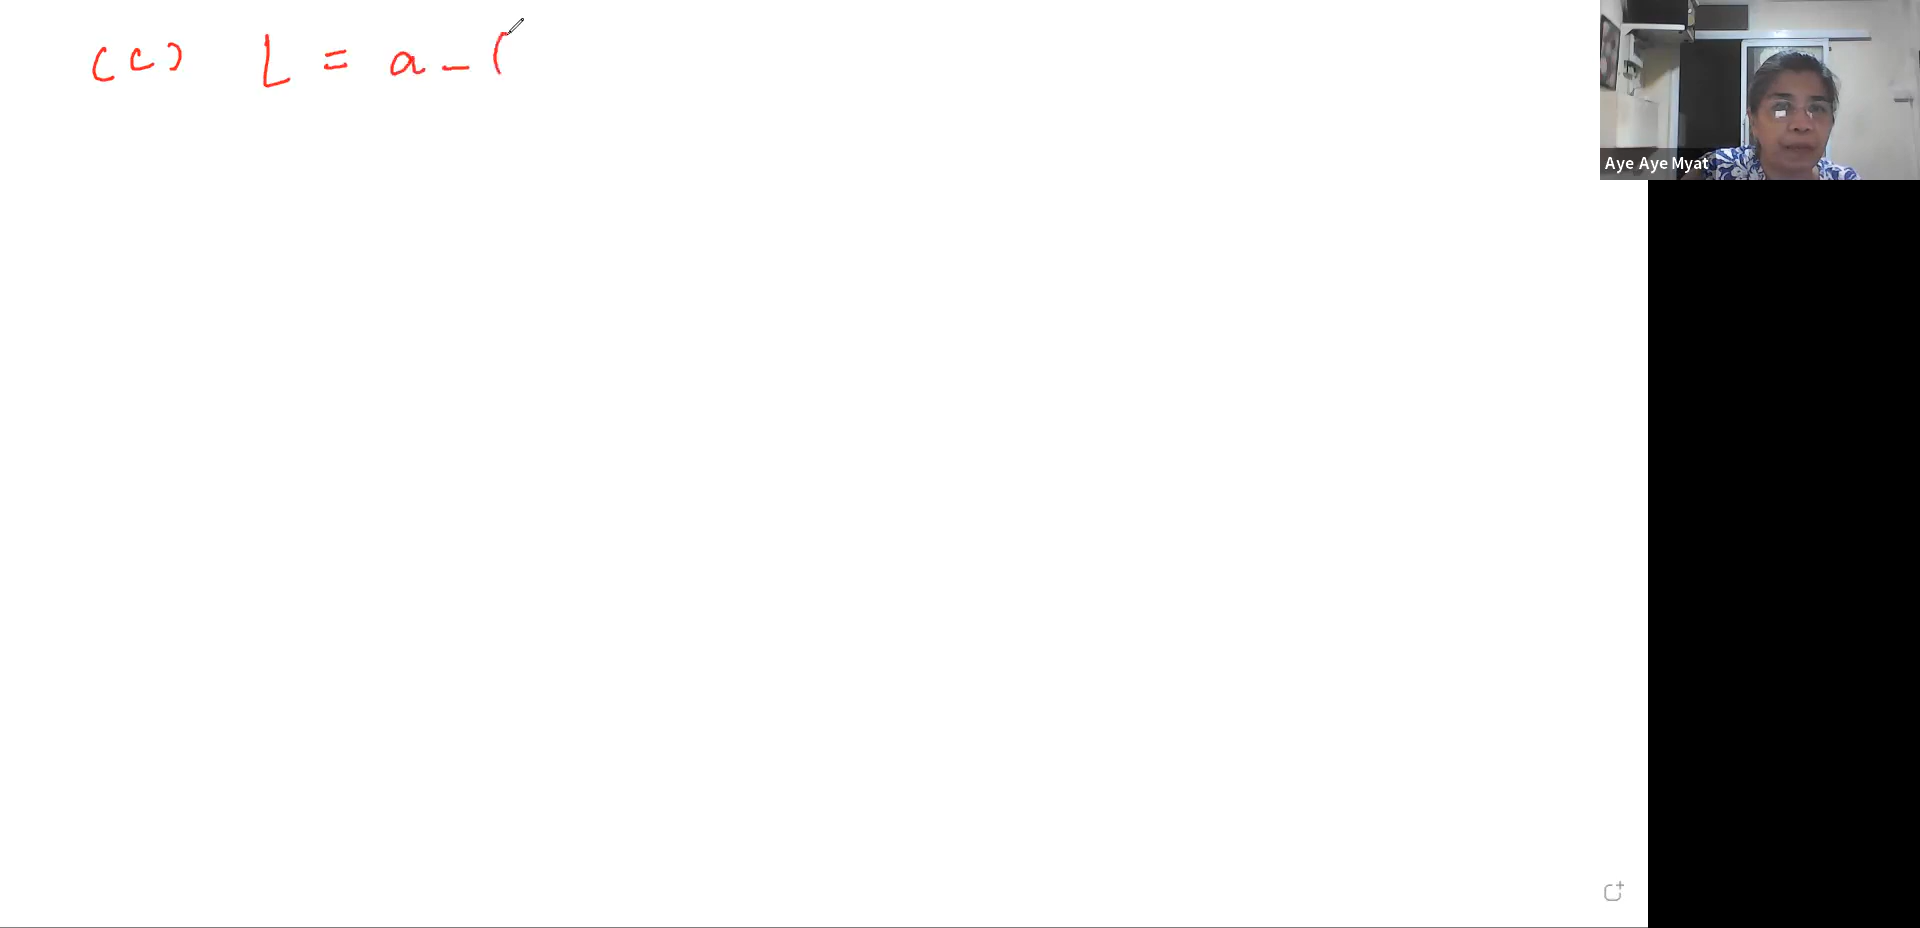 (c) L = a - (
Aye Aye Myat